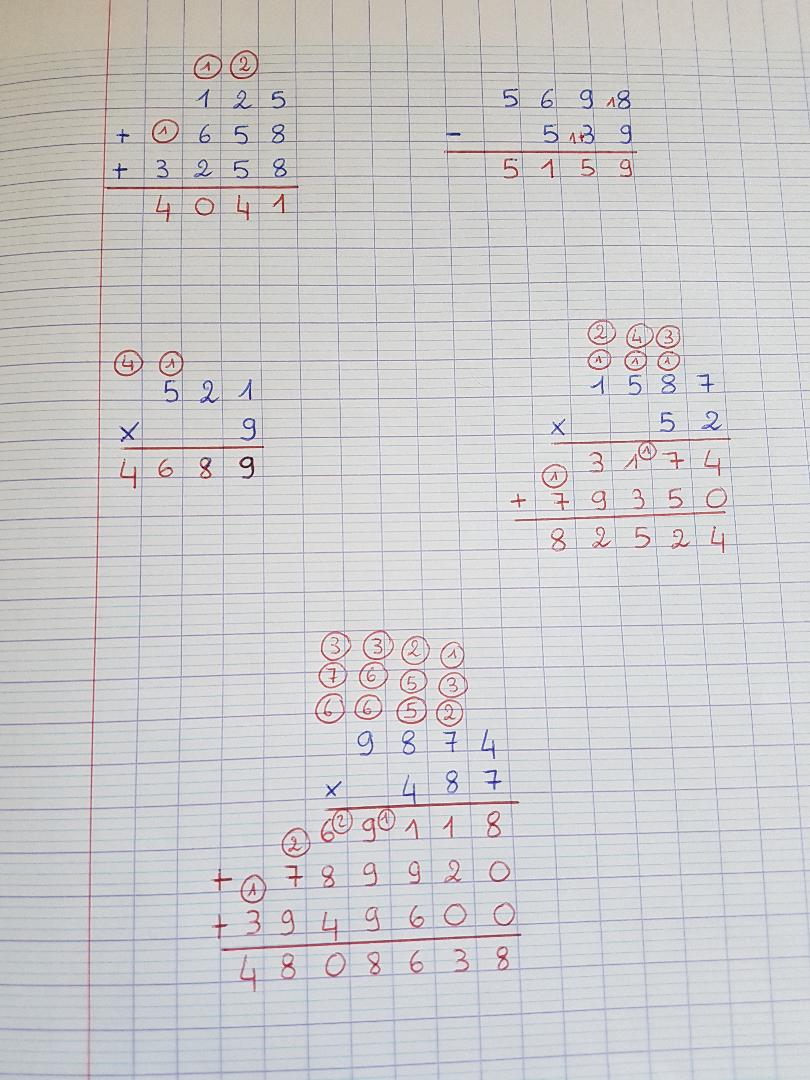 ① ②
1 2 5
+ ① 6 5 8
+ 3 2 5 8
4 0 4 1
5 6 9 18
- 5 1+3 9
5 1 5 9
④ ①
5 2 1
x 9
4 6 8 9
② ④ ③
① ① ①
1 5 8 7
x 5 2
3 1 ① 7 4
①
+ 7 9 3 5 0
8 2 5 2 4
③ ③ ② ①
⑦ ⑥ ⑤ ③
⑥ ⑥ ⑤ ②
9 8 7 4
x 4 8 7
② 6 ② 9 ① 1 1 8
+ ① 7 8 9 9 2 0
+ 3 9 4 9 6 0 0
4 8 0 8 6 3 8